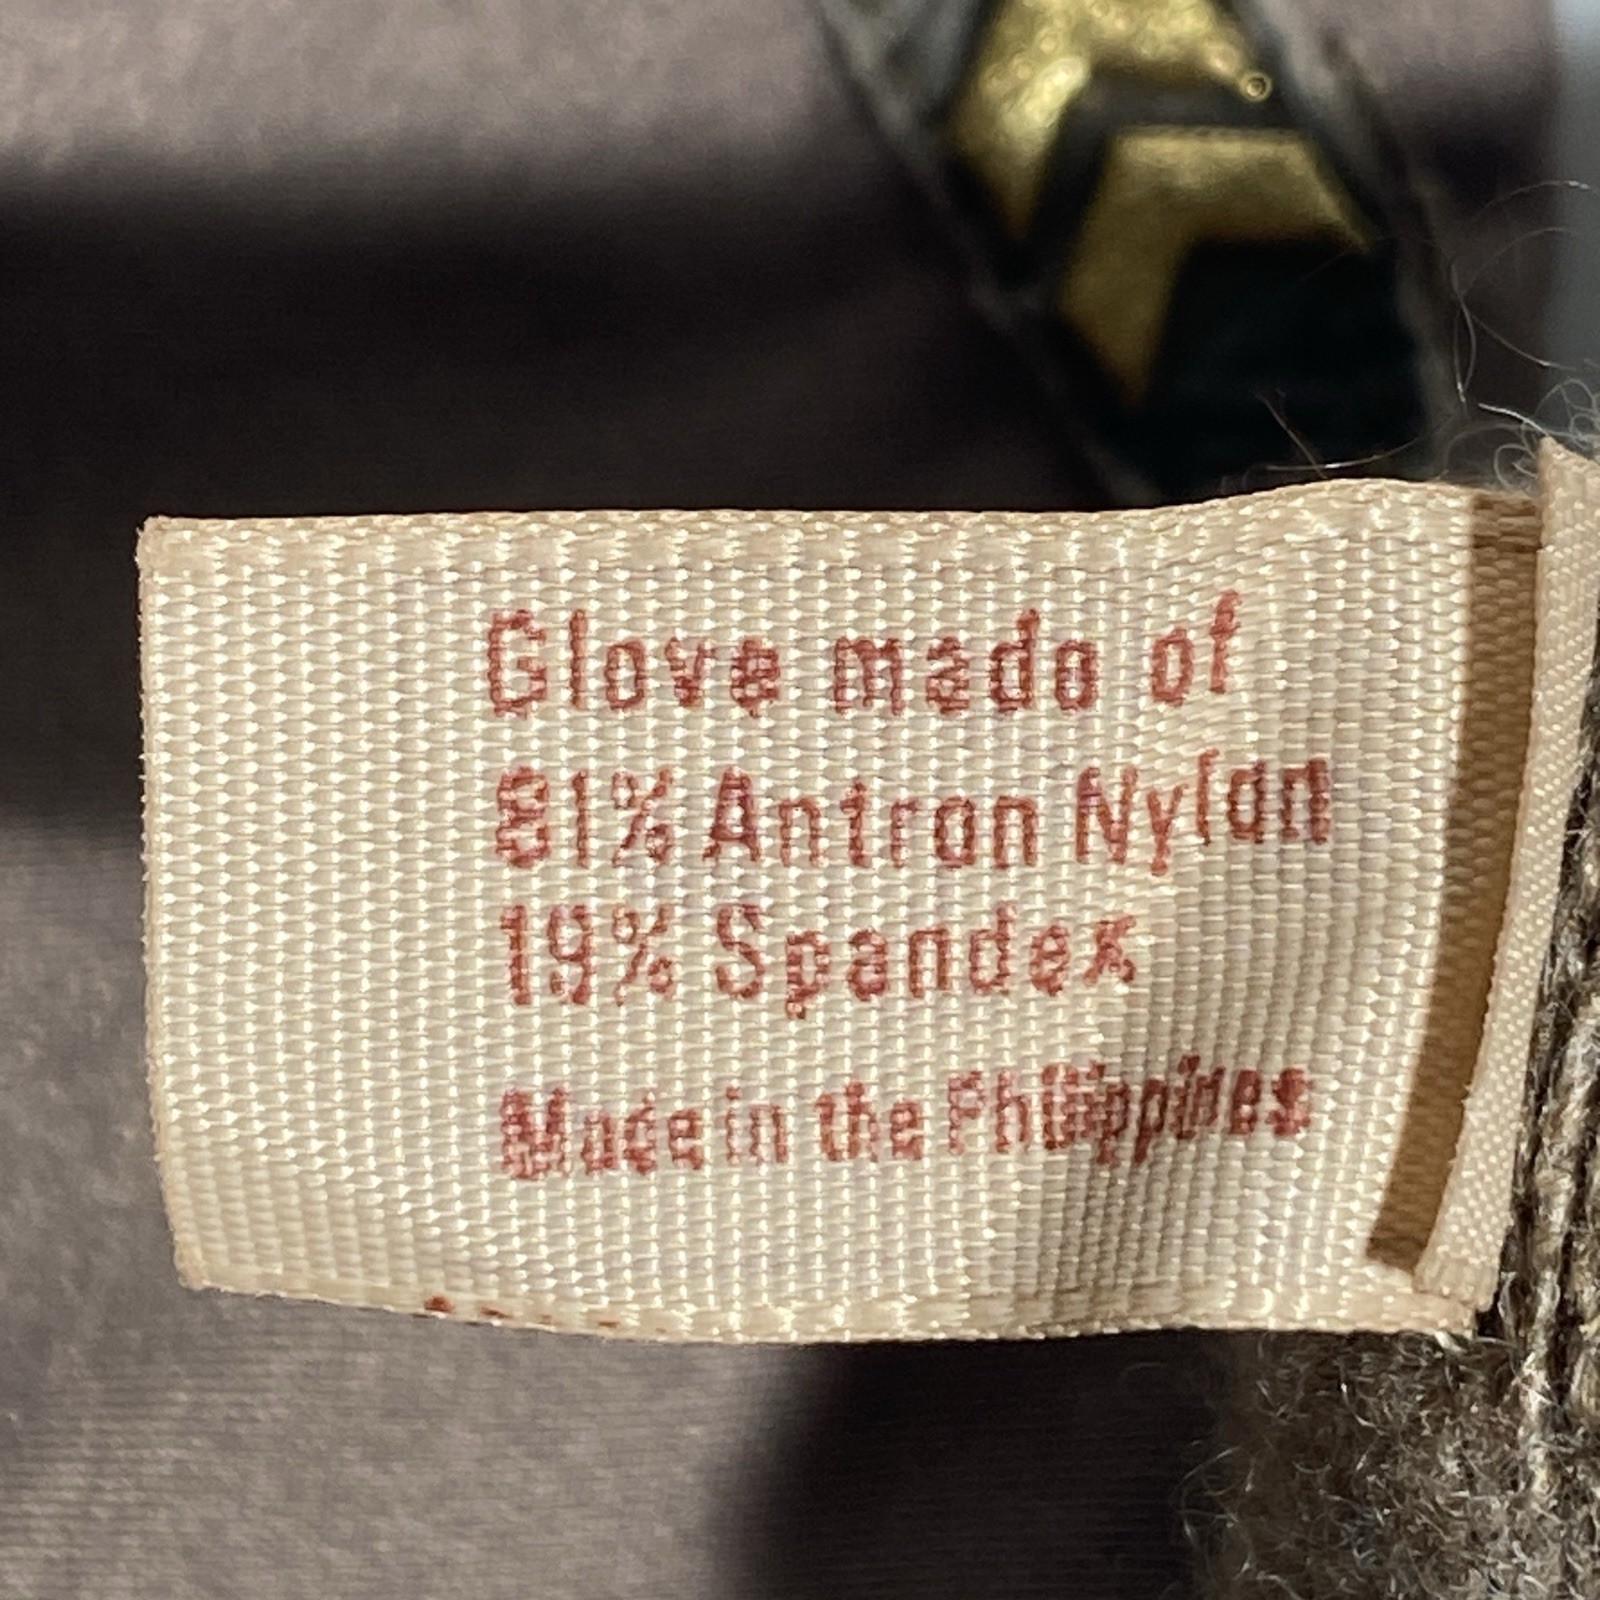 Glove made of
81% Antron Nylon
19% Spandex
Made in the Philippines